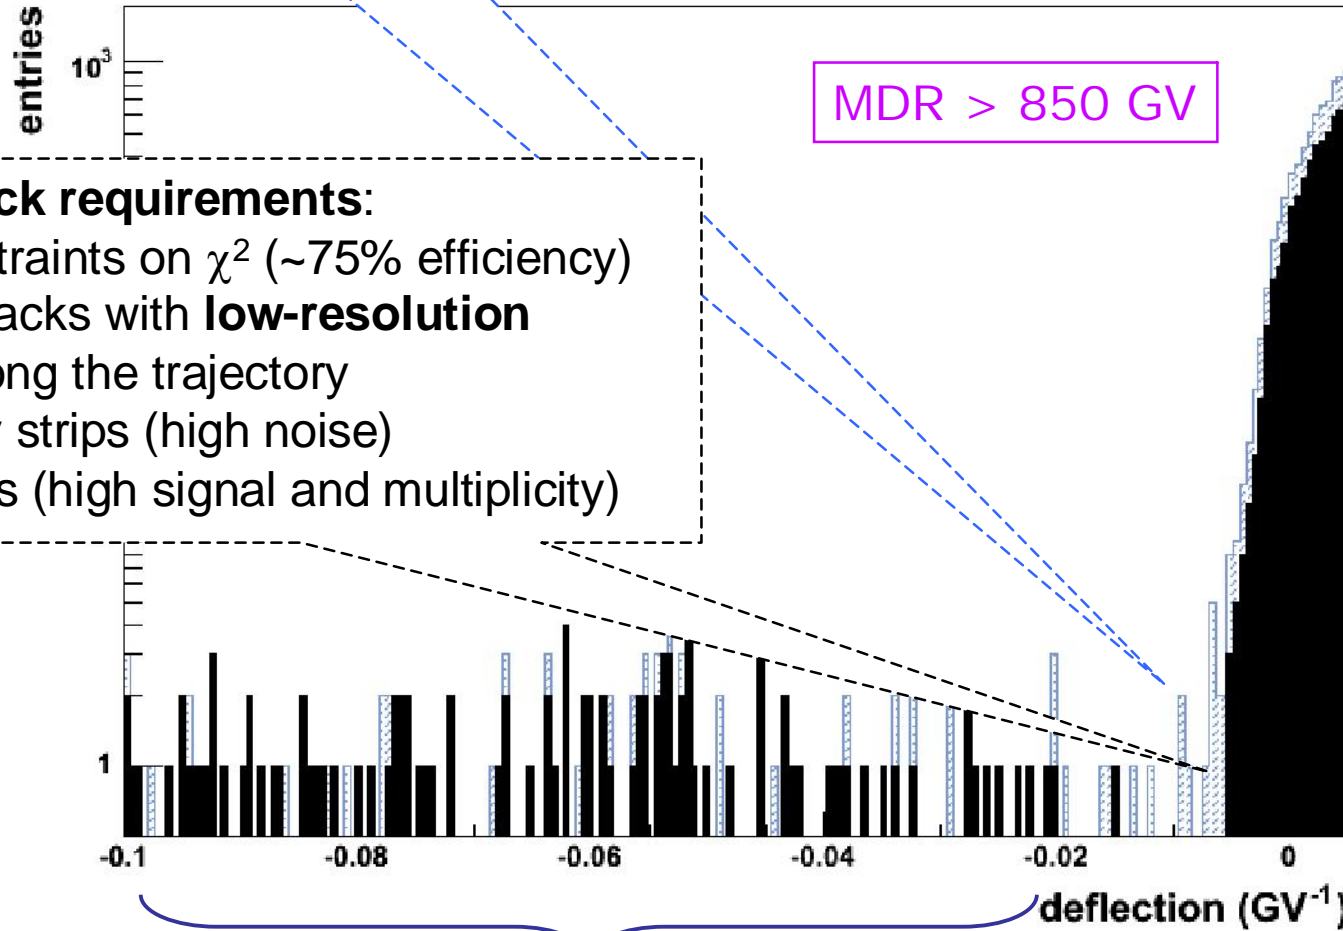 entries
10³
MDR > 850 GV
ck requirements:
traints on χ² (~75% efficiency)
acks with low-resolution
ong the trajectory
y strips (high noise)
s (high signal and multiplicity)
1
-0.1 -0.08 -0.06 -0.04 -0.02 0
deflection (GV⁻¹)